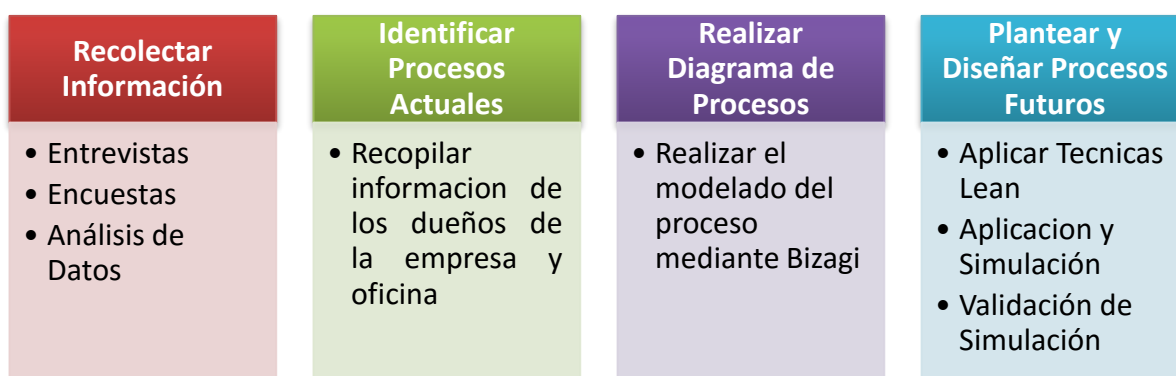 Recolectar
Información
• Entrevistas
• Encuestas
• Análisis de
Datos
Identificar
Procesos
Actuales
• Recopilar
informacion de
los dueños de
la empresa y
oficina
Realizar
Diagrama de
Procesos
• Realizar el
modelado del
proceso
mediante Bizagi
Plantear y
Diseñar Procesos
Futuros
• Aplicar Tecnicas
Lean
• Aplicacion y
Simulación
• Validación de
Simulación